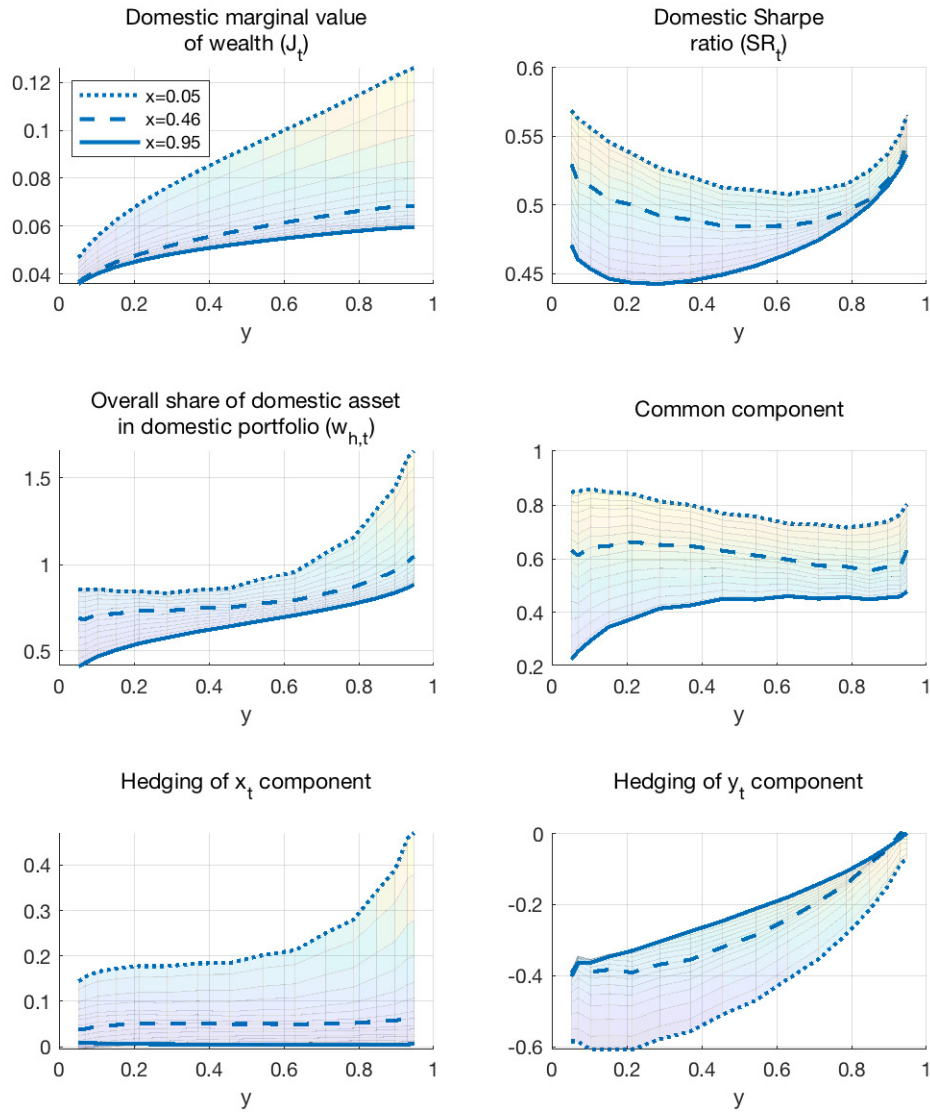 Domestic marginal value
of wealth (J_t)
0.12
0.1
0.08
0.06
0.04
x=0.05
x=0.46
x=0.95
0 0.2 0.4 0.6 0.8 1
y
Domestic Sharpe
ratio (SR_t)
0.6
0.55
0.5
0.45
0 0.2 0.4 0.6 0.8 1
y
Overall share of domestic asset
in domestic portfolio (w_h,t)
1.5
1
0.5
0 0.2 0.4 0.6 0.8 1
y
Common component
1
0.8
0.6
0.4
0.2
0 0.2 0.4 0.6 0.8 1
y
Hedging of x_t component
0.4
0.3
0.2
0.1
0
0 0.2 0.4 0.6 0.8 1
y
Hedging of y_t component
0
-0.2
-0.4
-0.6
0 0.2 0.4 0.6 0.8 1
y